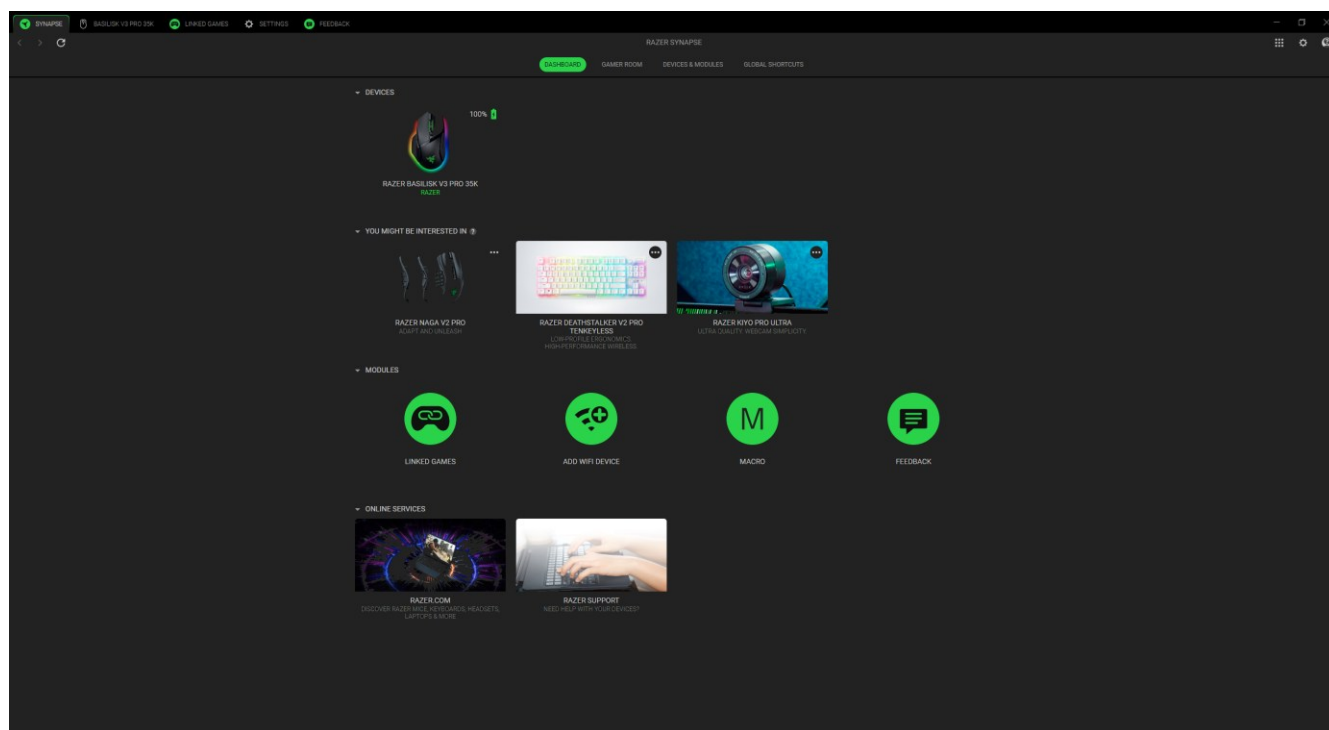 SYNAPSE
BASILISK V3 PRO 35K
LINKED GAMES
SETTINGS
FEEDBACK
RAZER SYNAPSE
DASHBOARD
GAMER ROOM
DEVICES & MODULES
GLOBAL SHORTCUTS
DEVICES
100%
RAZER BASILISK V3 PRO 35K
RAZER
YOU MIGHT BE INTERESTED IN
RAZER NAGA V2 PRO
ADAPT AND UNLEASH
RAZER DEATHSTALKER V2 PRO
TENKEYLESS
LOW-PROFILE ERGONOMICS.
HIGH-PERFORMANCE WIRELESS.
RAZER KIYO PRO ULTRA
ULTRA QUALITY. WEBCAM SIMPLICITY.
MODULES
LINKED GAMES
ADD WIFI DEVICE
M
MACRO
FEEDBACK
ONLINE SERVICES
RAZER.COM
DISCOVER RAZER MICE, KEYBOARDS, HEADSETS,
LAPTOPS & MORE
RAZER SUPPORT
NEED HELP WITH YOUR DEVICES?